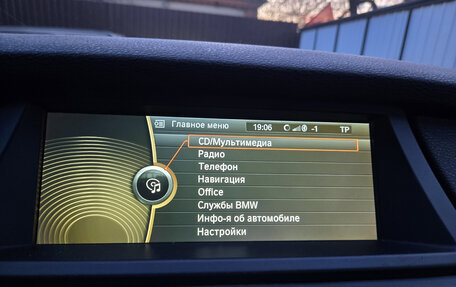 Главное меню 19:06 -1 TP
CD/Мультимедиа
Радио
Телефон
Навигация
Office
Службы BMW
Инфо-я об автомобиле
Настройки